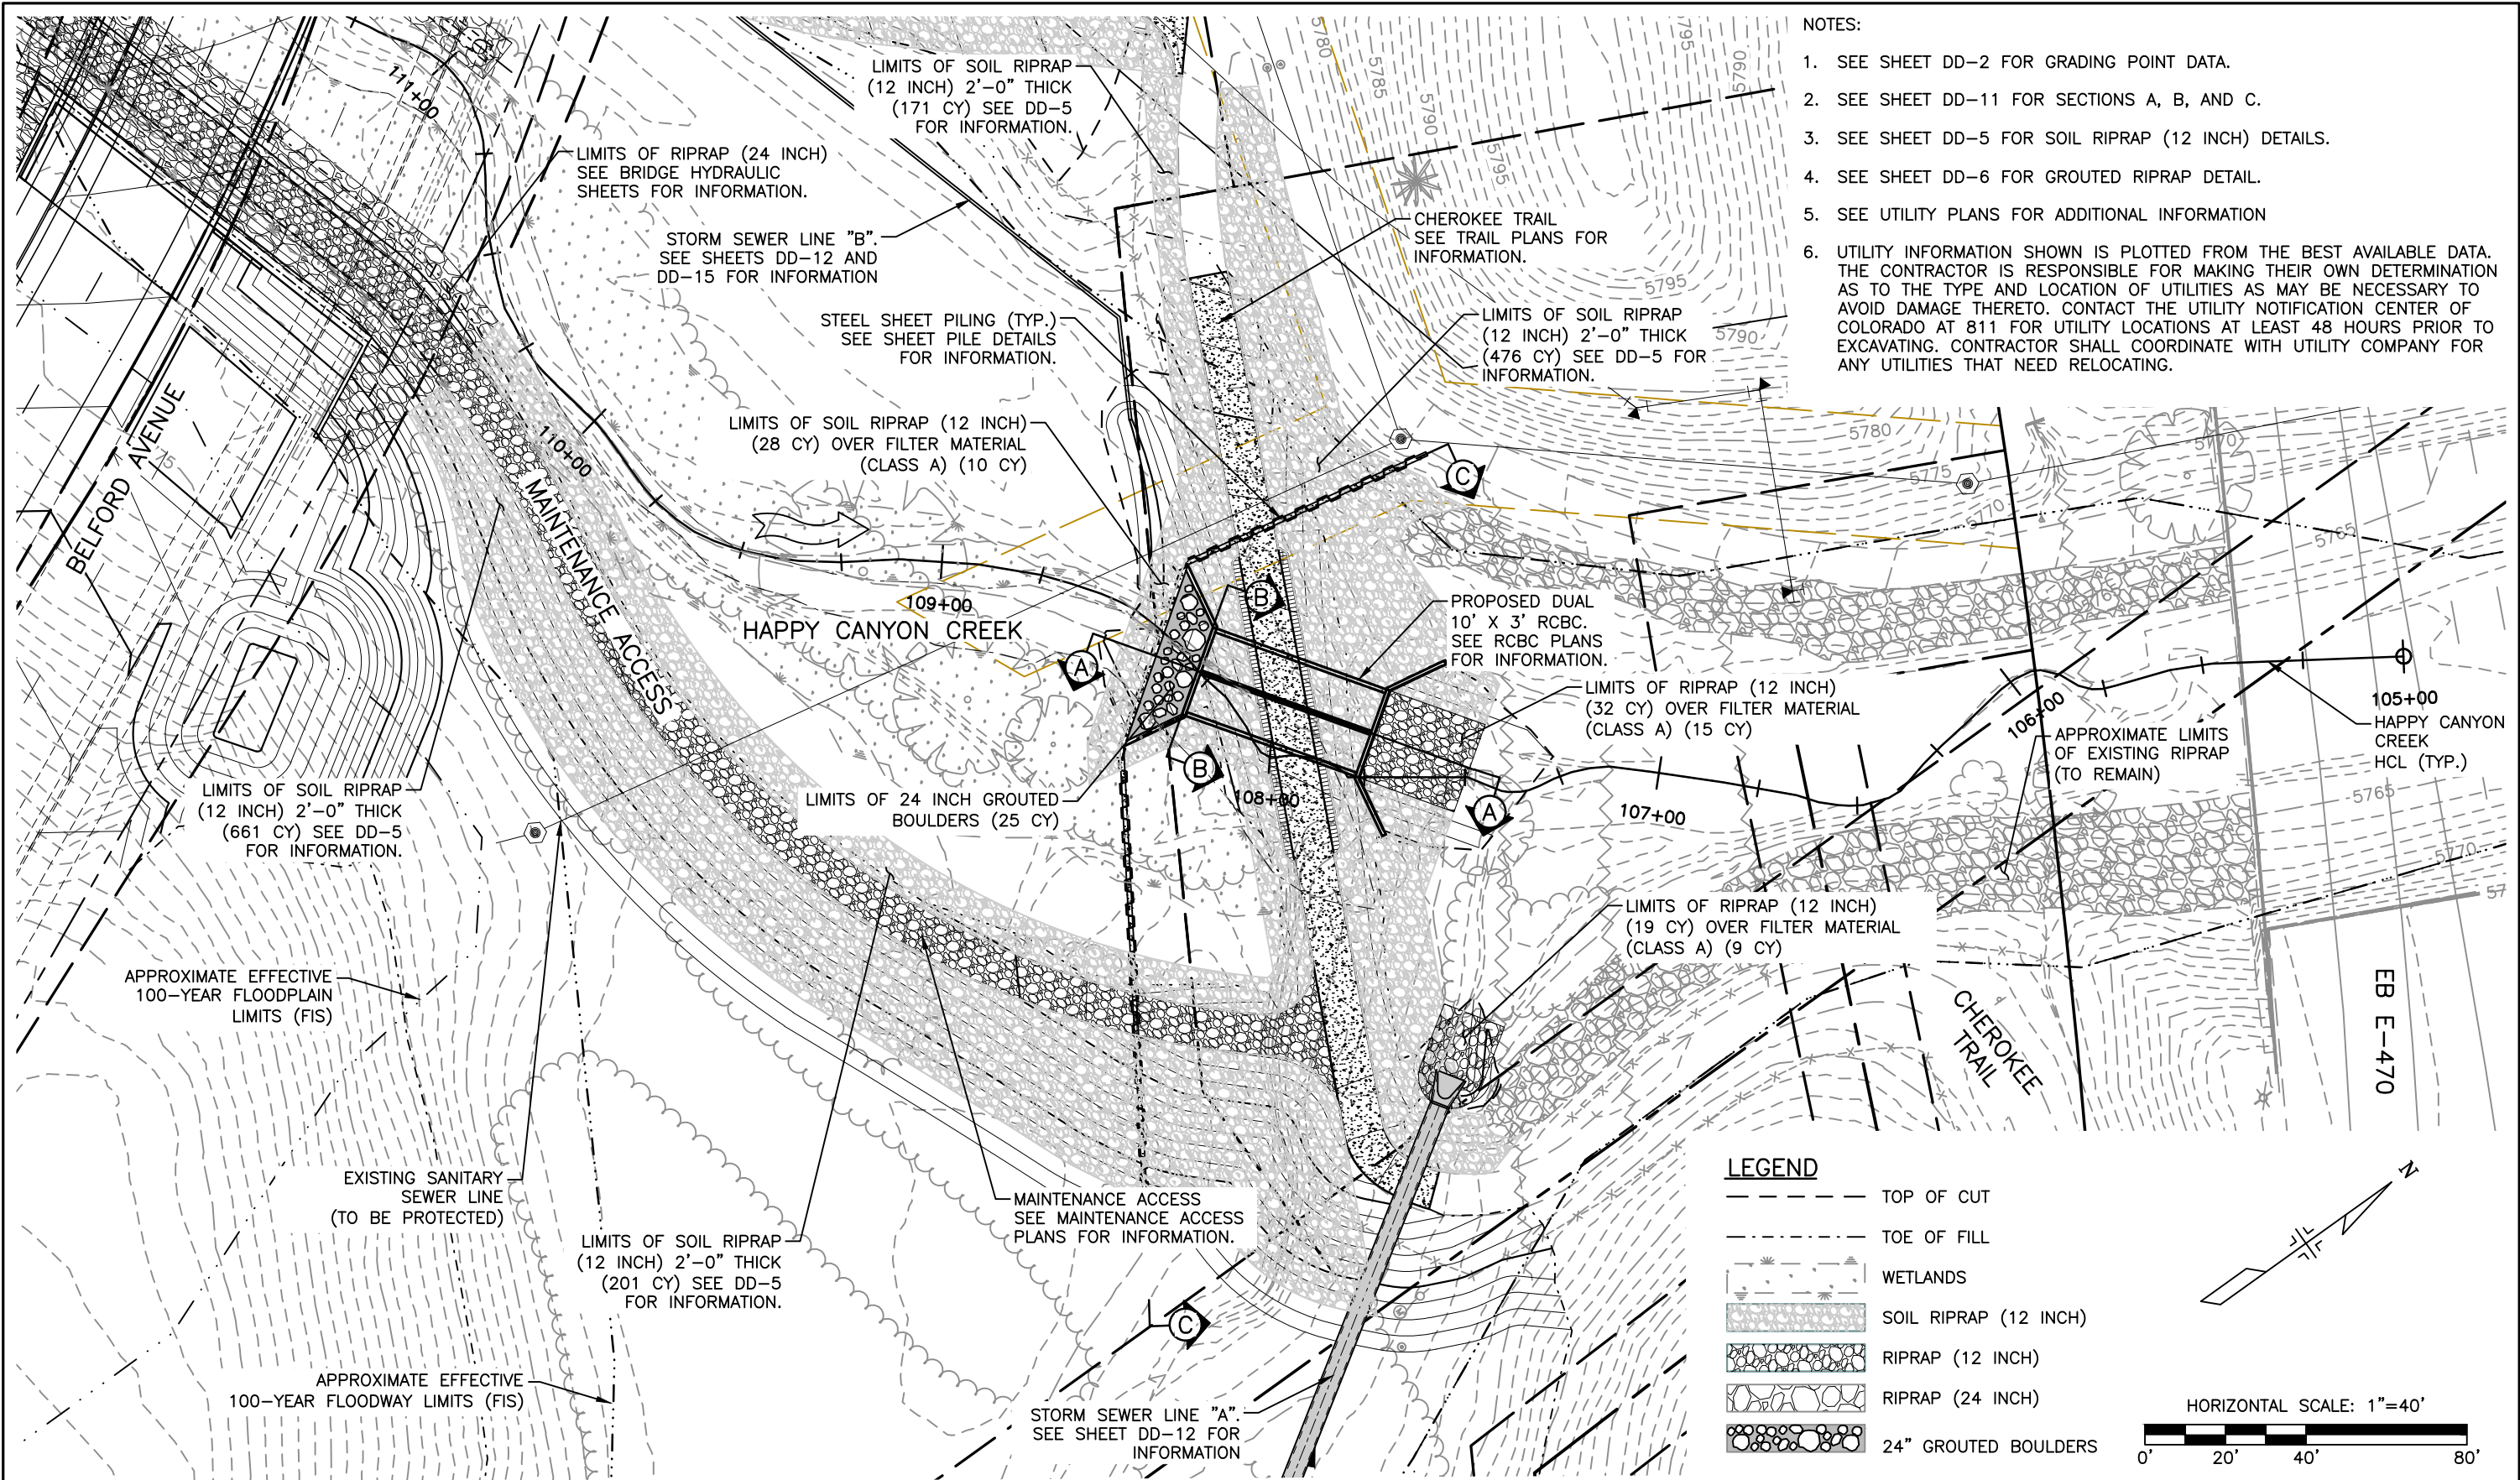 NOTES:
1. SEE SHEET DD-2 FOR GRADING POINT DATA.
2. SEE SHEET DD-11 FOR SECTIONS A, B, AND C.
3. SEE SHEET DD-5 FOR SOIL RIPRAP (12 INCH) DETAILS.
4. SEE SHEET DD-6 FOR GROUTED RIPRAP DETAIL.
5. SEE UTILITY PLANS FOR ADDITIONAL INFORMATION
6. UTILITY INFORMATION SHOWN IS PLOTTED FROM THE BEST AVAILABLE DATA.
THE CONTRACTOR IS RESPONSIBLE FOR MAKING THEIR OWN DETERMINATION
AS TO THE TYPE AND LOCATION OF UTILITIES AS MAY BE NECESSARY TO
AVOID DAMAGE THERETO. CONTACT THE UTILITY NOTIFICATION CENTER OF
COLORADO AT 811 FOR UTILITY LOCATIONS AT LEAST 48 HOURS PRIOR TO
EXCAVATING. CONTRACTOR SHALL COORDINATE WITH UTILITY COMPANY FOR
ANY UTILITIES THAT NEED RELOCATING.
LIMITS OF SOIL RIPRAP
(12 INCH) 2'-0" THICK
(171 CY) SEE DD-5
FOR INFORMATION.
5780
5785
5790
5795
5795
5790
111+00
LIMITS OF RIPRAP (24 INCH)
SEE BRIDGE HYDRAULIC
SHEETS FOR INFORMATION.
STORM SEWER LINE "B".
SEE SHEETS DD-12 AND
DD-15 FOR INFORMATION
CHEROKEE TRAIL
SEE TRAIL PLANS FOR
INFORMATION.
5795
STEEL SHEET PILING (TYP.)
SEE SHEET PILE DETAILS
FOR INFORMATION.
LIMITS OF SOIL RIPRAP
(12 INCH) 2'-0" THICK
(476 CY) SEE DD-5 FOR
INFORMATION.
5790
LIMITS OF SOIL RIPRAP (12 INCH)
(28 CY) OVER FILTER MATERIAL
(CLASS A) (10 CY)
5780
5775
5770
5770
5765
C
BELFORD AVENUE
110+00
MAINTENANCE ACCESS
109+00
HAPPY CANYON CREEK
B
A
PROPOSED DUAL
10' X 3' RCBC.
SEE RCBC PLANS
FOR INFORMATION.
LIMITS OF RIPRAP (12 INCH)
(32 CY) OVER FILTER MATERIAL
(CLASS A) (15 CY)
105+00
HAPPY CANYON
CREEK
HCL (TYP.)
106+00
APPROXIMATE LIMITS
OF EXISTING RIPRAP
(TO REMAIN)
B
A
107+00
108+00
5765
5770
57
LIMITS OF SOIL RIPRAP
(12 INCH) 2'-0" THICK
(661 CY) SEE DD-5
FOR INFORMATION.
LIMITS OF 24 INCH GROUTED
BOULDERS (25 CY)
LIMITS OF RIPRAP (12 INCH)
(19 CY) OVER FILTER MATERIAL
(CLASS A) (9 CY)
APPROXIMATE EFFECTIVE
100-YEAR FLOODPLAIN
LIMITS (FIS)
CHEROKEE
TRAIL
EB E-470
EXISTING SANITARY
SEWER LINE
(TO BE PROTECTED)
MAINTENANCE ACCESS
SEE MAINTENANCE ACCESS
PLANS FOR INFORMATION.
LIMITS OF SOIL RIPRAP
(12 INCH) 2'-0" THICK
(201 CY) SEE DD-5
FOR INFORMATION.
C
APPROXIMATE EFFECTIVE
100-YEAR FLOODWAY LIMITS (FIS)
STORM SEWER LINE "A".
SEE SHEET DD-12 FOR
INFORMATION
LEGEND
TOP OF CUT
TOE OF FILL
WETLANDS
SOIL RIPRAP (12 INCH)
RIPRAP (12 INCH)
RIPRAP (24 INCH)
24" GROUTED BOULDERS
N
HORIZONTAL SCALE: 1"=40'
0' 20' 40' 80'